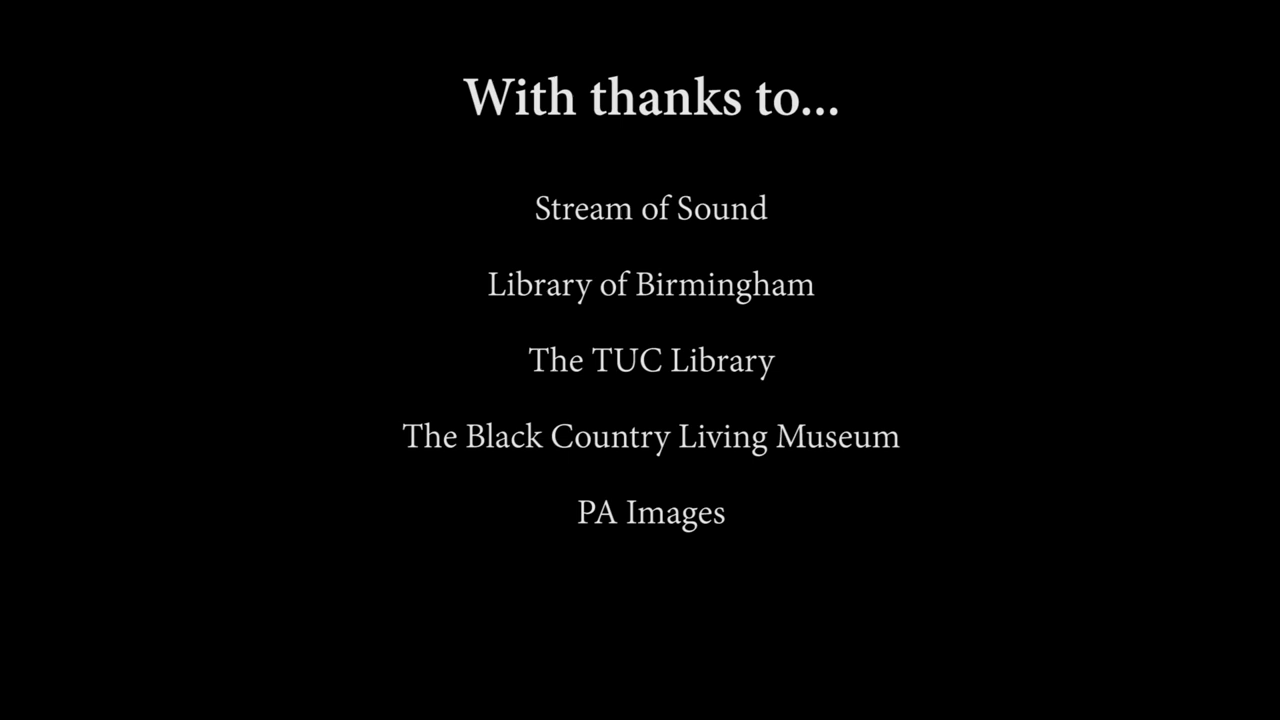 With thanks to...
Stream of Sound
Library of Birmingham
The TUC Library
The Black Country Living Museum
PA Images